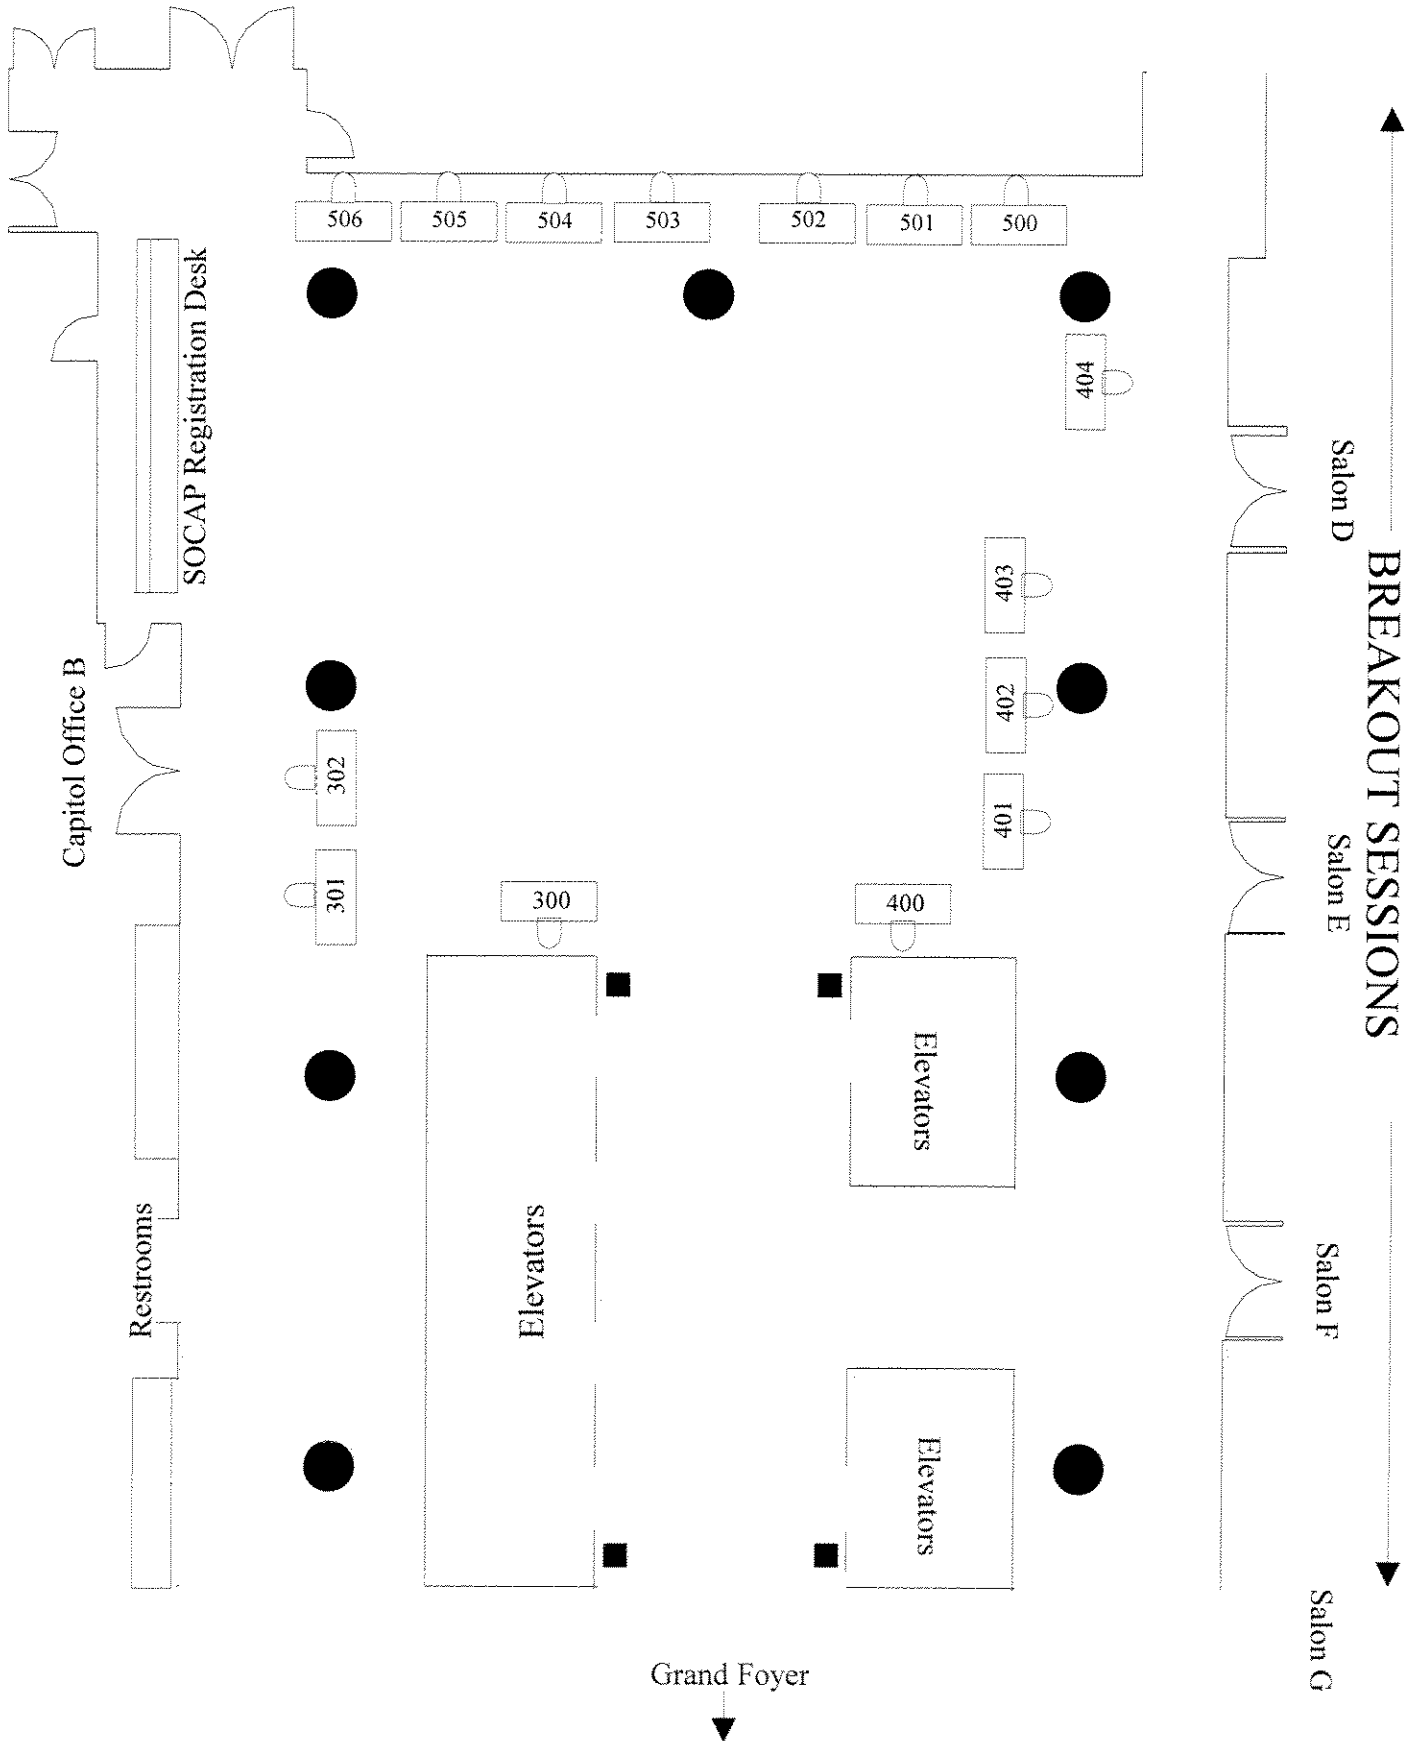 506
505
504
503
502
501
500
SOCAP Registration Desk
404
Salon D
BREAKOUT SESSIONS
403
402
401
Capitol Office B
302
301
300
400
Salon E
Elevators
Elevators
Restrooms
Salon F
Elevators
Salon G
Grand Foyer